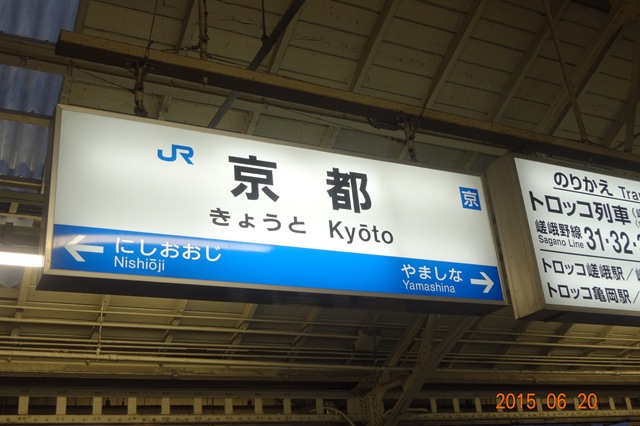 JR
京都
京
きょうと Kyōto
← にしおおじ
Nishiōji
やましな →
Yamashina
のりかえ
トロッコ列車
嵯峨野線 31・32・
Sagano Line
トロッコ嵯峨駅/
トロッコ亀岡駅/
2015 06 20